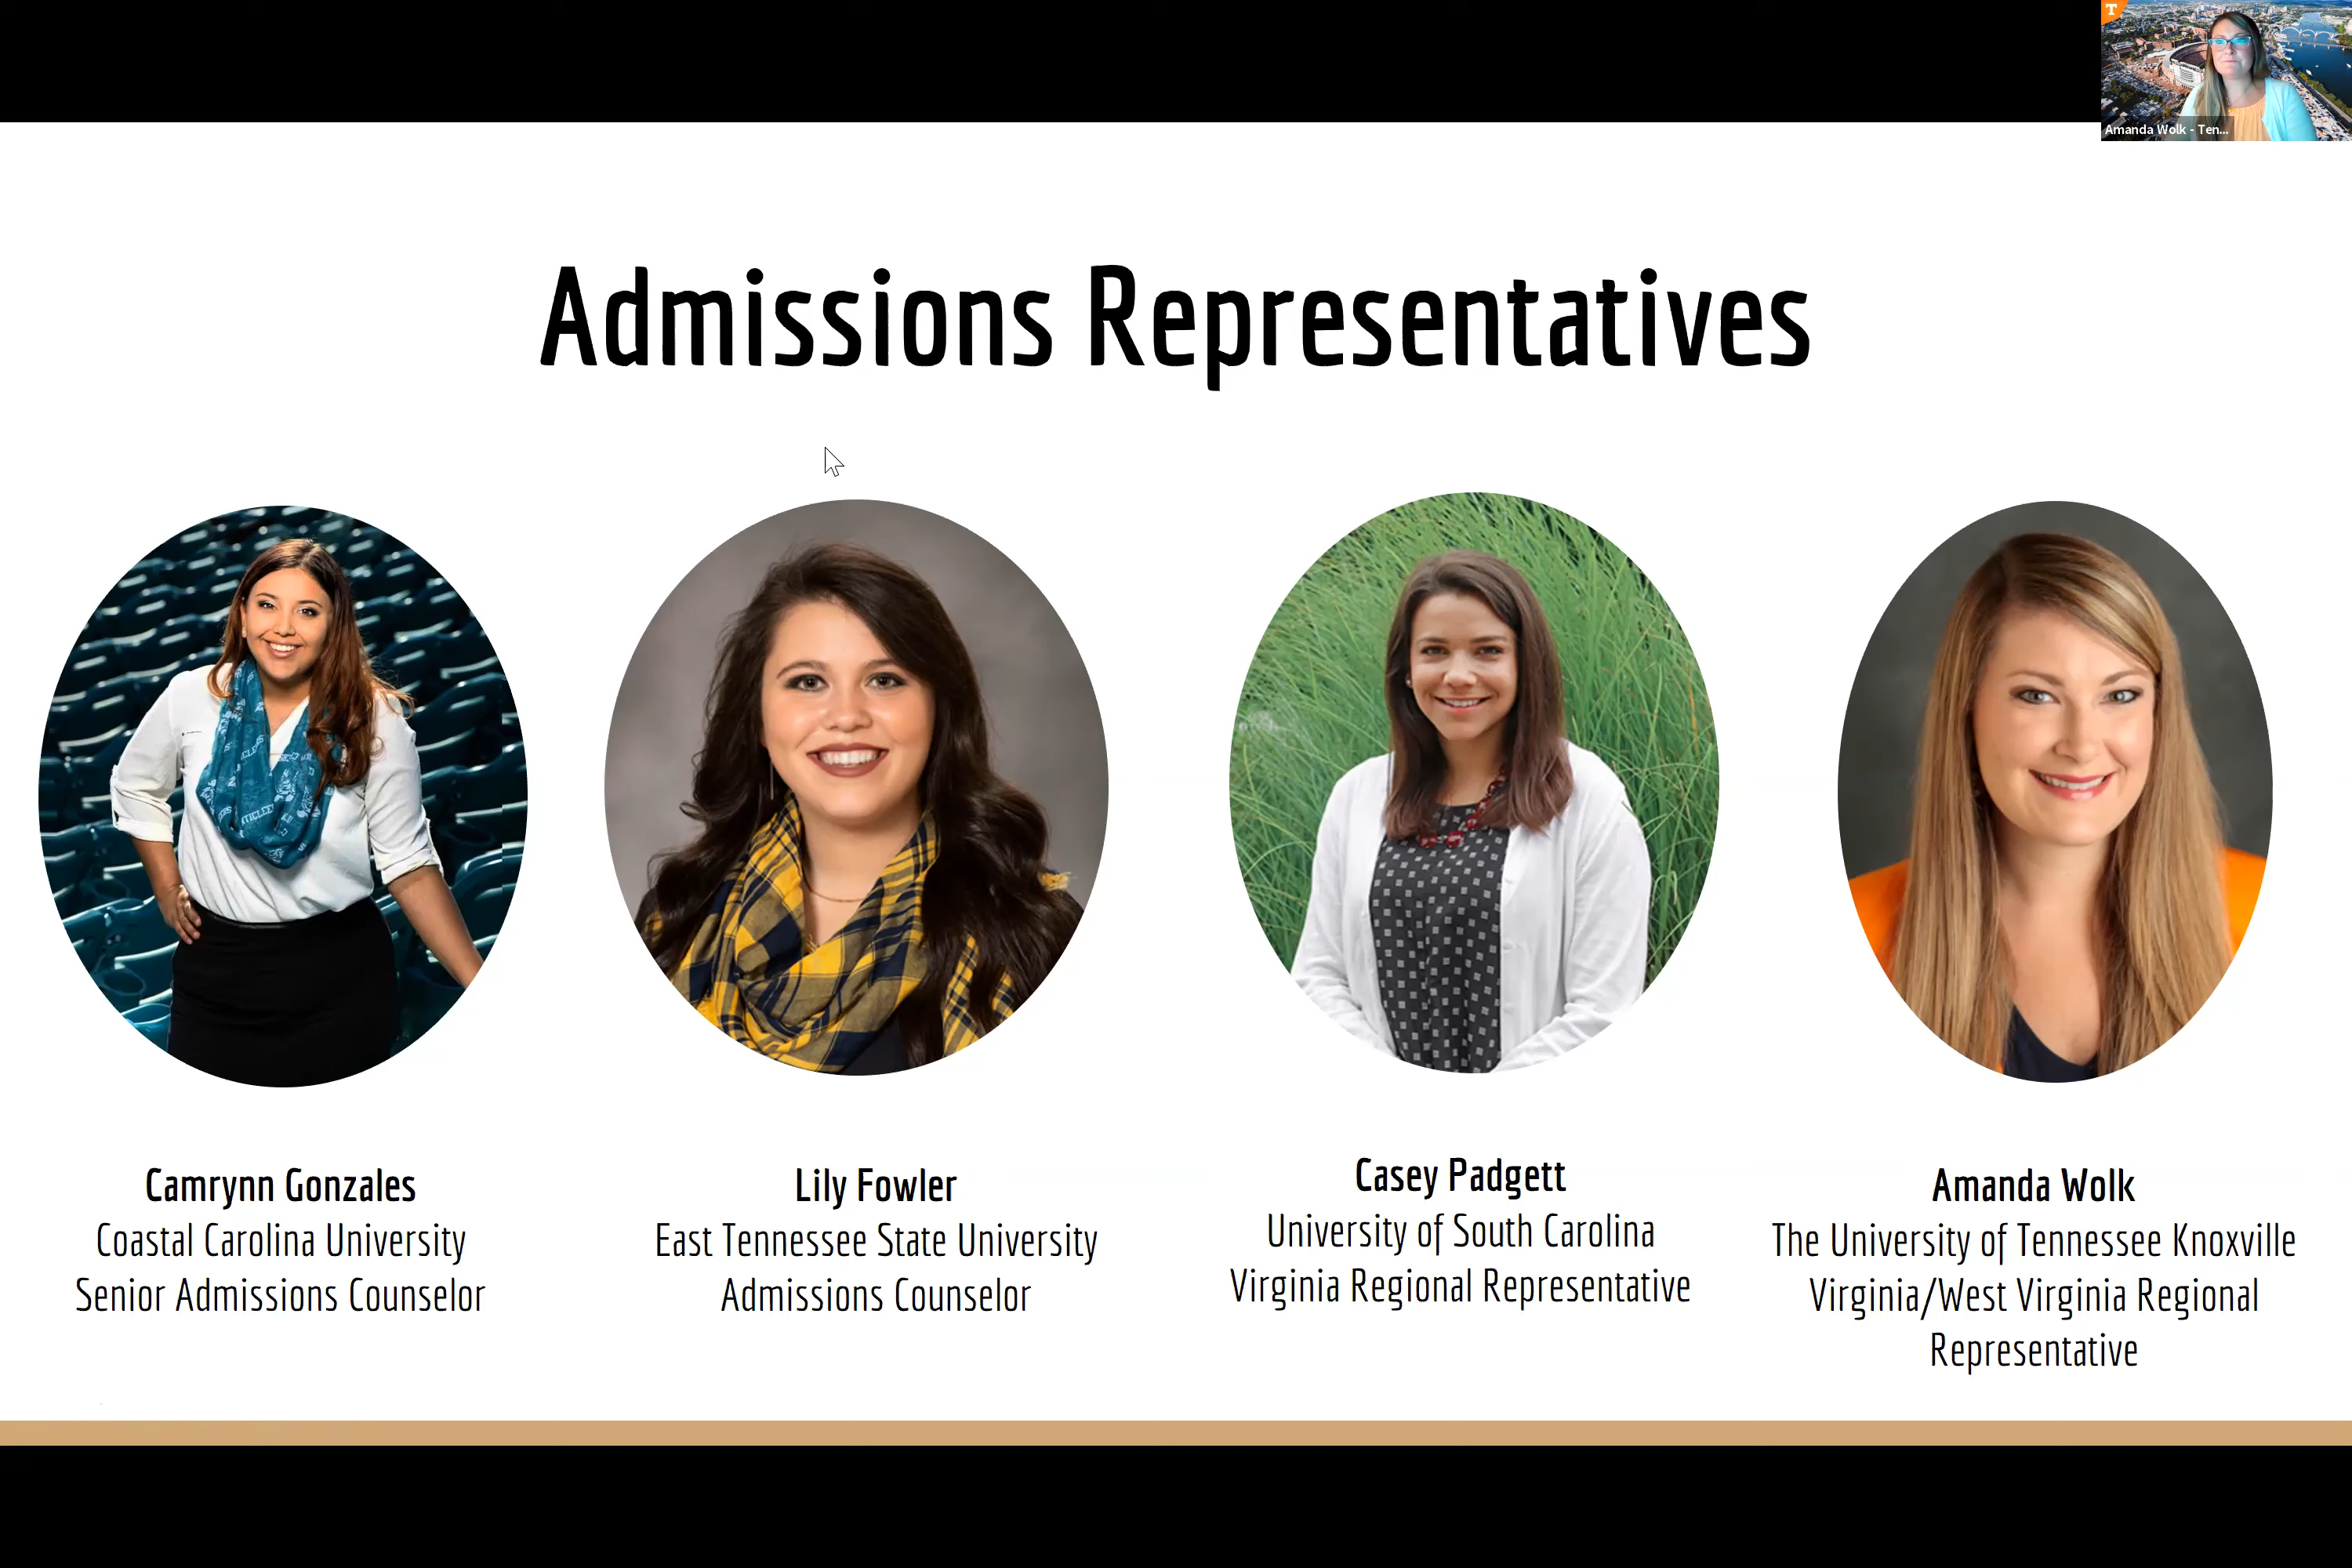 T
Amanda Wolk - Ten...
Admissions Representatives
Camrynn Gonzales
Coastal Carolina University
Senior Admissions Counselor
Lily Fowler
East Tennessee State University
Admissions Counselor
Casey Padgett
University of South Carolina
Virginia Regional Representative
Amanda Wolk
The University of Tennessee Knoxville
Virginia/West Virginia Regional
Representative